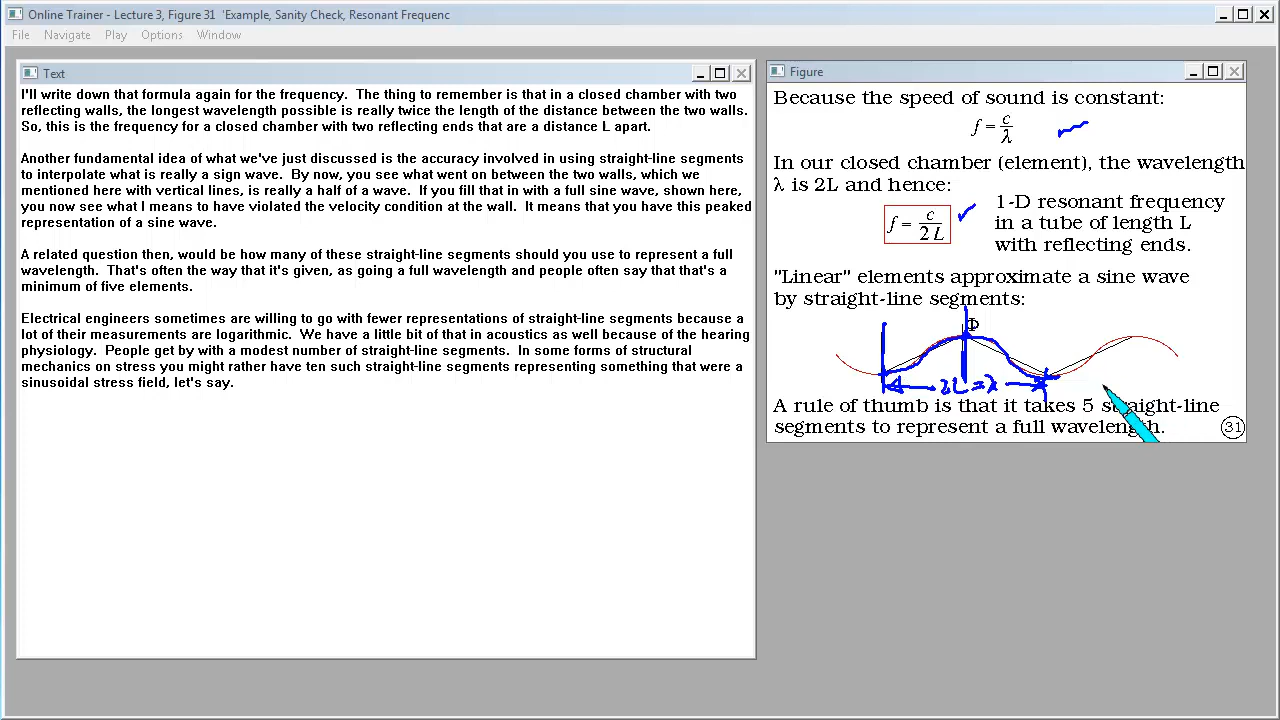 Online Trainer - Lecture 3, Figure 31 'Example, Sanity Check, Resonant Frequenc
File Navigate Play Options Window
Text
I'll write down that formula again for the frequency. The thing to remember is that in a closed chamber with two
reflecting walls, the longest wavelength possible is really twice the length of the distance between the two walls.
So, this is the frequency for a closed chamber with two reflecting ends that are a distance L apart.
Another fundamental idea of what we've just discussed is the accuracy involved in using straight-line segments
to interpolate what is really a sign wave. By now, you see what went on between the two walls, which we
mentioned here with vertical lines, is really a half of a wave. If you fill that in with a full sine wave, shown here,
you now see what I means to have violated the velocity condition at the wall. It means that you have this peaked
representation of a sine wave.
A related question then, would be how many of these straight-line segments should you use to represent a full
wavelength. That's often the way that it's given, as going a full wavelength and people often say that that's a
minimum of five elements.
Electrical engineers sometimes are willing to go with fewer representations of straight-line segments because a
lot of their measurements are logarithmic. We have a little bit of that in acoustics as well because of the hearing
physiology. People get by with a modest number of straight-line segments. In some forms of structural
mechanics on stress you might rather have ten such straight-line segments representing something that were a
sinusoidal stress field, let's say.
Figure
Because the speed of sound is constant:
f = c/λ
In our closed chamber (element), the wavelength
λ is 2L and hence:
f = c/2L
1-D resonant frequency
in a tube of length L
with reflecting ends.
"Linear" elements approximate a sine wave
by straight-line segments:
Φ
2L = λ
A rule of thumb is that it takes 5 straight-line
segments to represent a full wavelength.
31